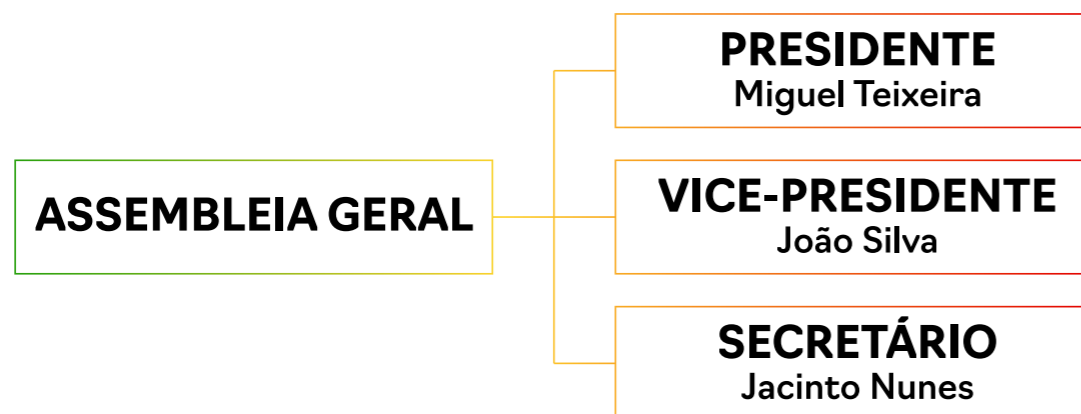 PRESIDENTE
Miguel Teixeira
ASSEMBLEIA GERAL
VICE-PRESIDENTE
João Silva
SECRETÁRIO
Jacinto Nunes